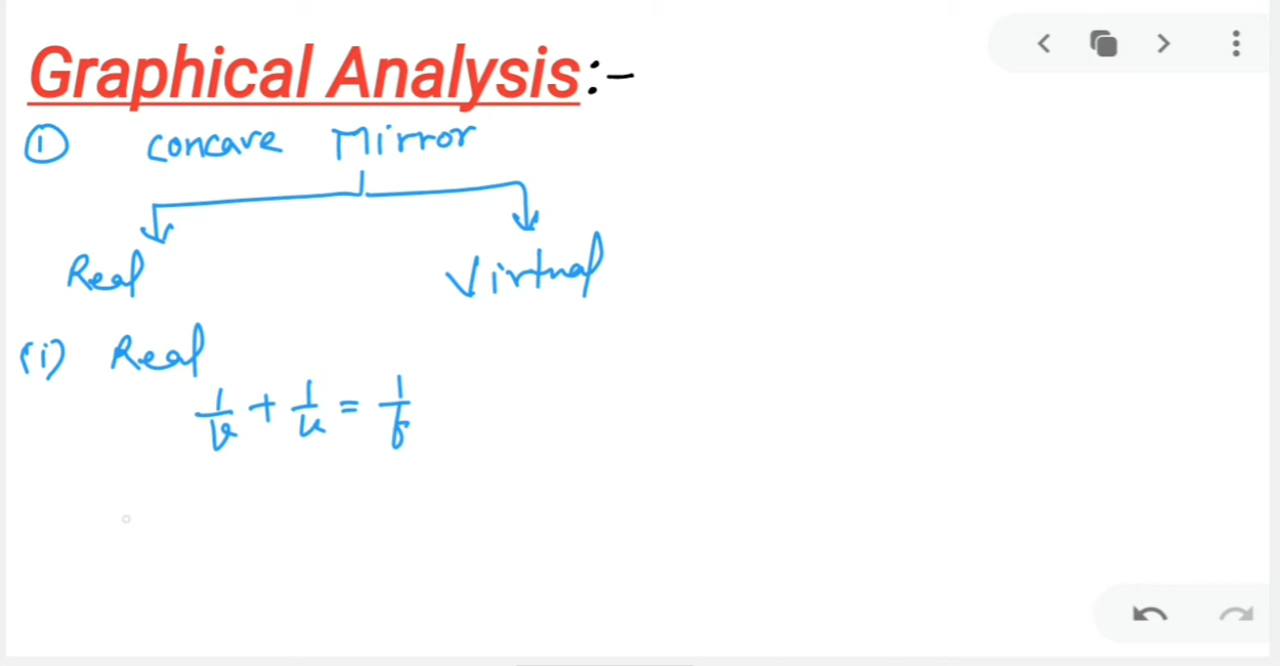 Graphical Analysis:-
① Concave Mirror
Real Virtual
(i) Real
1/v + 1/u = 1/f